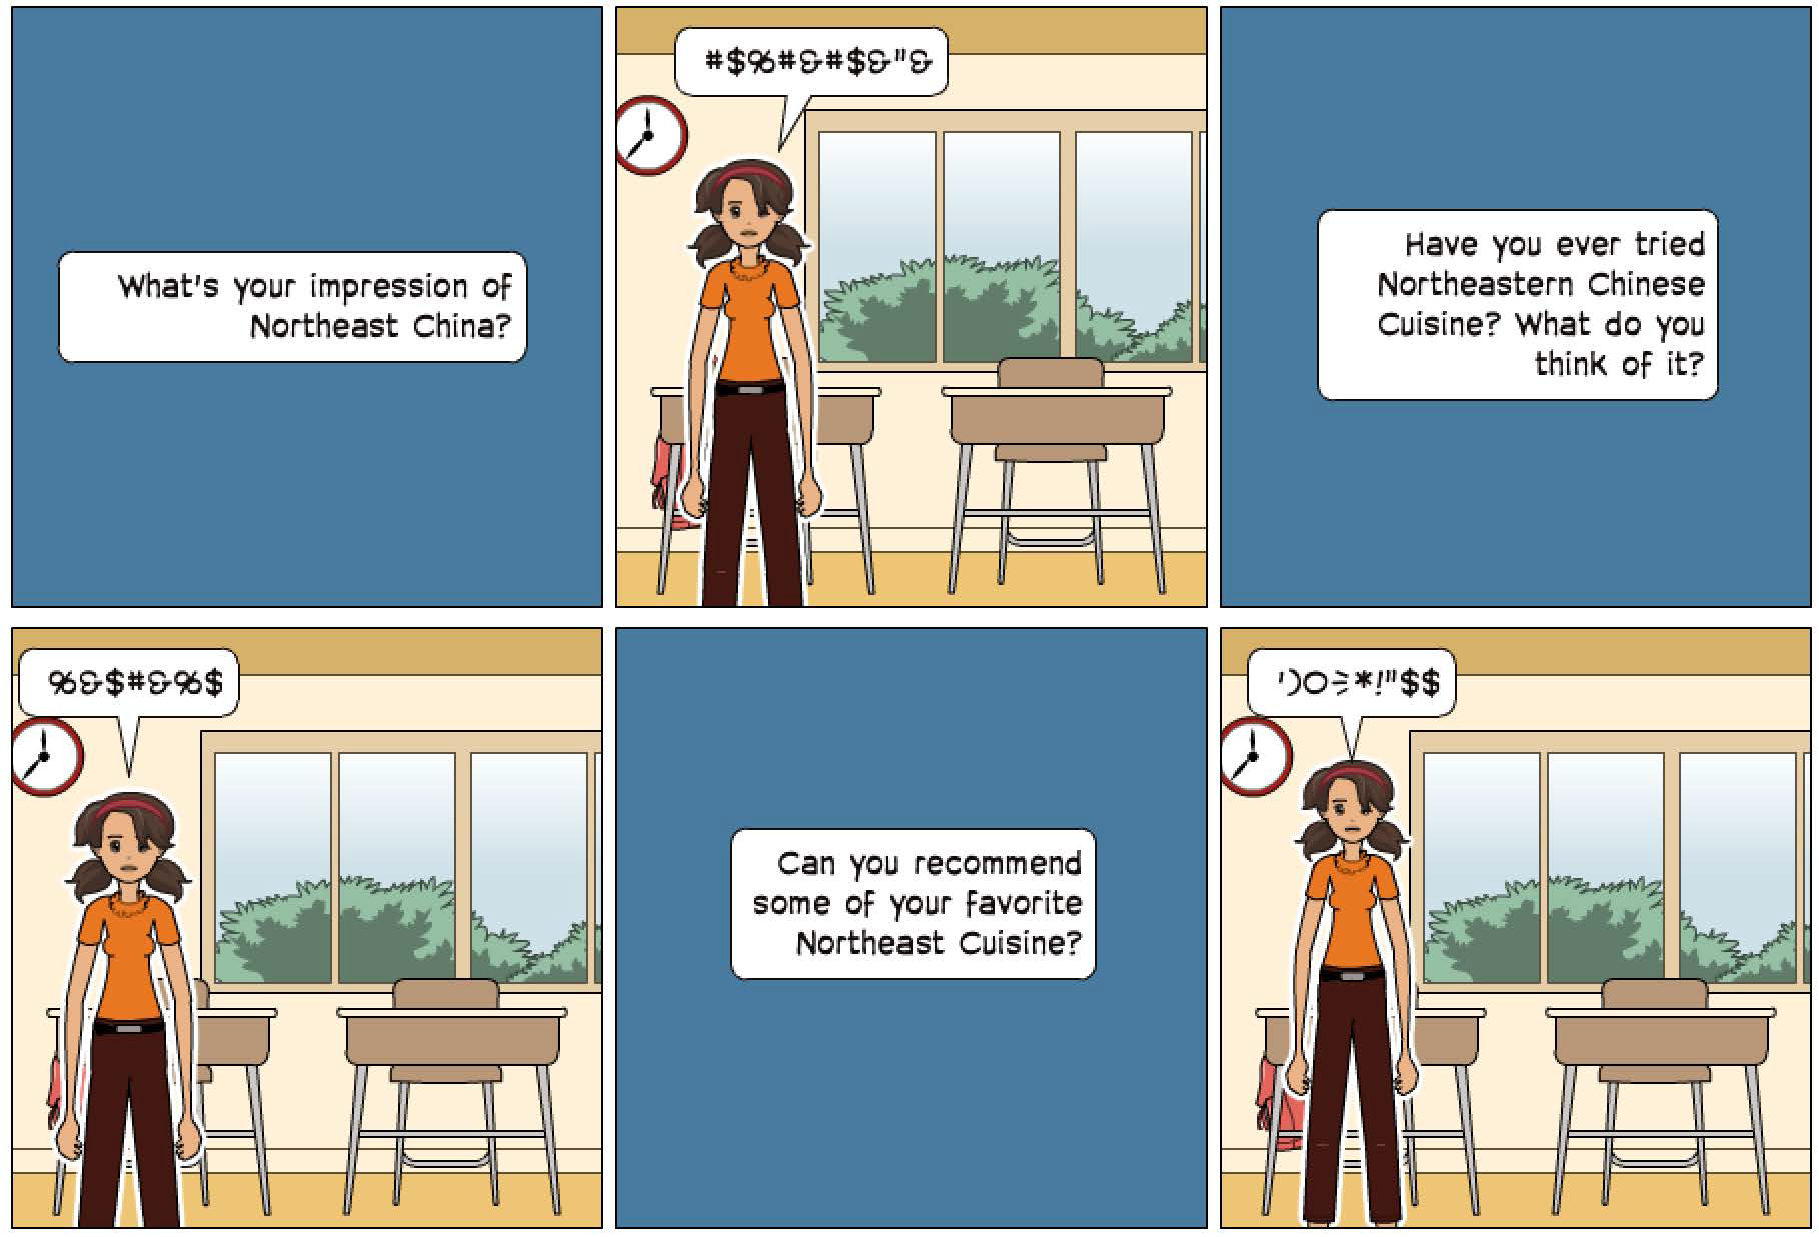 What's your impression of
Northeast China?
#$%#&#$&"&
Have you ever tried
Northeastern Chinese
Cuisine? What do you
think of it?
%&$#&%$
Can you recommend
some of your favorite
Northeast Cuisine?